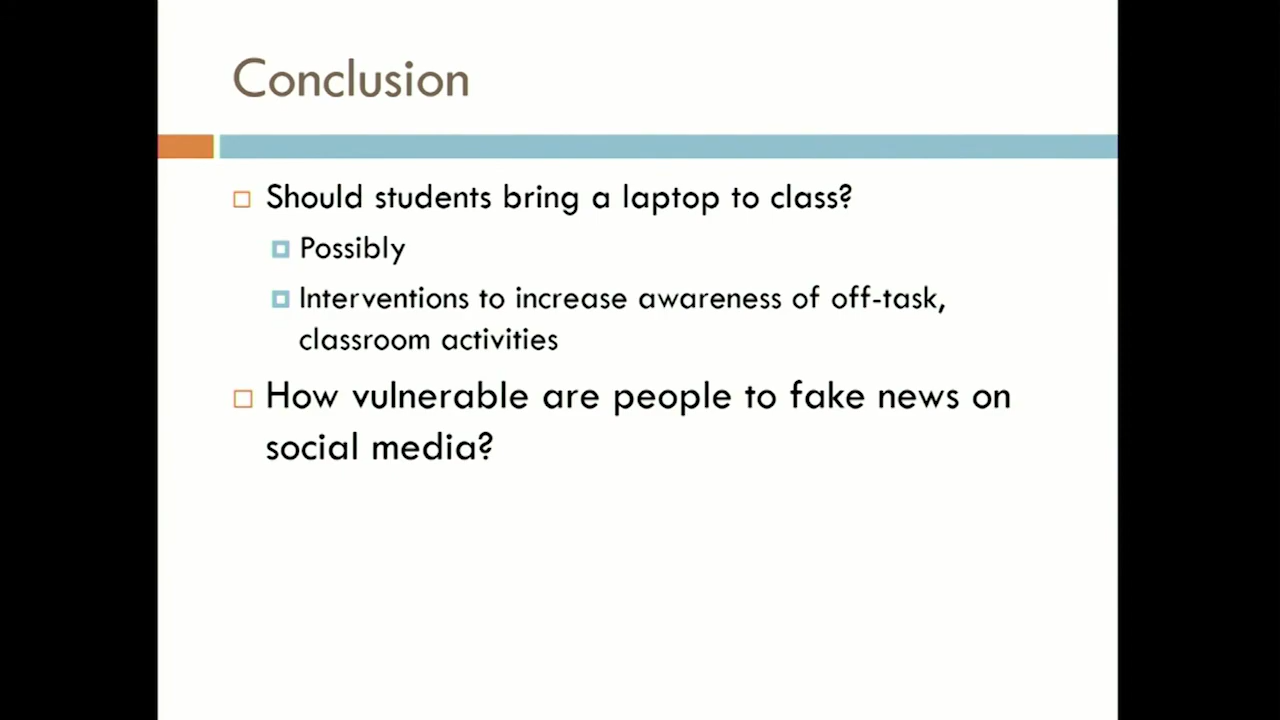 Conclusion
Should students bring a laptop to class?
Possibly
Interventions to increase awareness of off-task,
classroom activities
How vulnerable are people to fake news on
social media?